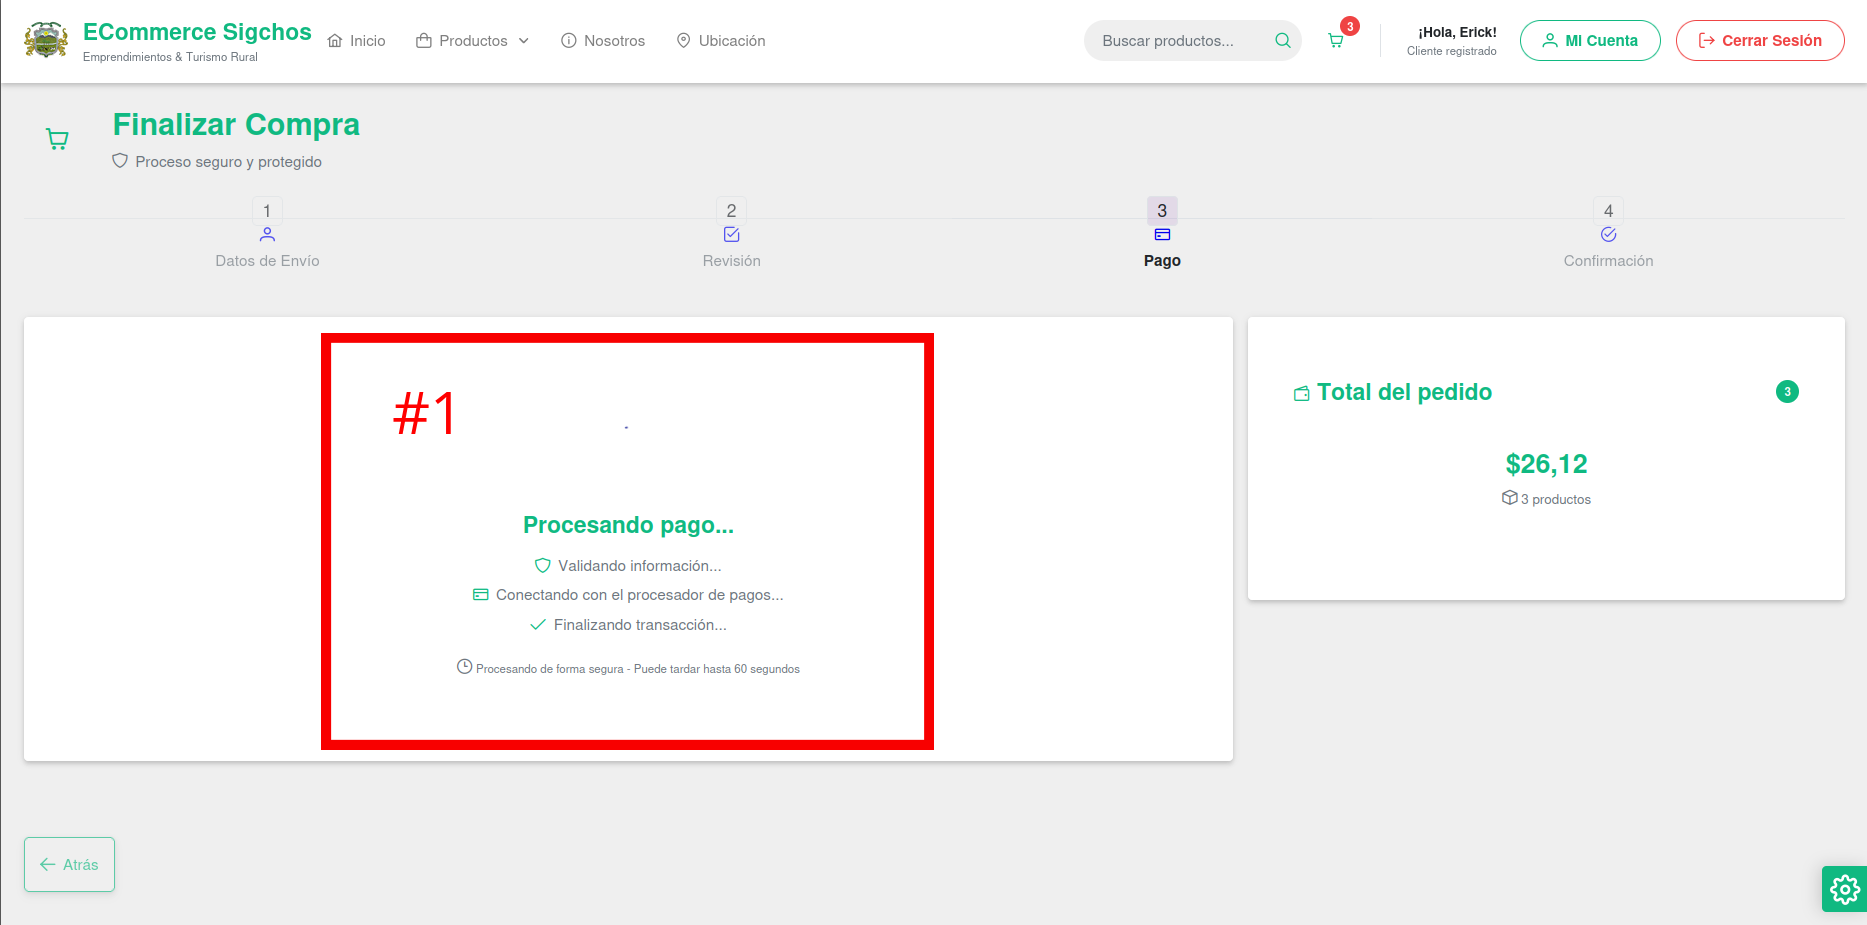 ECommerce Sigchos
Emprendimientos & Turismo Rural
Inicio
Productos
Nosotros
Ubicación
Buscar productos...
3
¡Hola, Erick!
Cliente registrado
Mi Cuenta
Cerrar Sesión
Finalizar Compra
Proceso seguro y protegido
1
Datos de Envío
2
Revisión
3
Pago
4
Confirmación
#1
Procesando pago...
Validando información...
Conectando con el procesador de pagos...
Finalizando transacción...
Procesando de forma segura - Puede tardar hasta 60 segundos
Total del pedido
3
$26,12
3 productos
Atrás